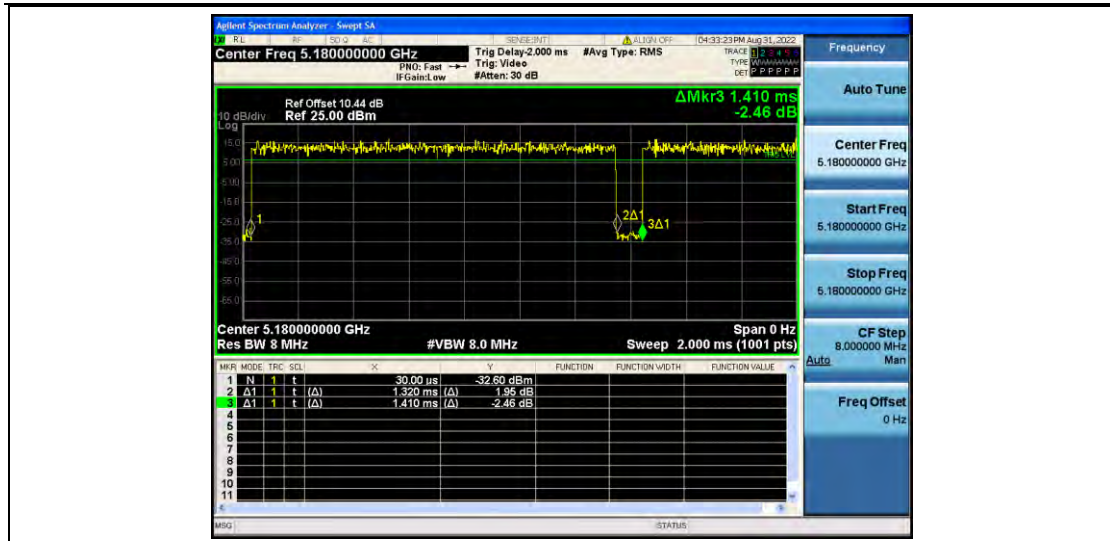 Agilent Spectrum Analyzer - Swept SA
RL RF 50 Ω AC SENSE:INT ALIGN OFF 04:33:23 PM Aug 31, 2022
Center Freq 5.180000000 GHz
Trig Delay-2.000 ms #Avg Type: RMS
TRACE 1 2 3 4 5 6
PNO: Fast Trig: Video
TYPE
IFGain:Low #Atten: 30 dB
DET P P P P P P
Frequency
Auto Tune
Center Freq
5.180000000 GHz
Start Freq
5.180000000 GHz
Stop Freq
5.180000000 GHz
CF Step
8.000000 MHz
Auto Man
Freq Offset
0 Hz
ΔMkr3 1.410 ms
-2.46 dB
Ref Offset 10.44 dB
10 dB/div Ref 25.00 dBm
Log
15.0
5.00
-5.00
-15.0
-25.0
-35.0
-45.0
-55.0
-65.0
1
2Δ1
3Δ1
Center 5.180000000 GHz Span 0 Hz
Res BW 8 MHz #VBW 8.0 MHz Sweep 2.000 ms (1001 pts)
MKR MODE TRC SCL X Y FUNCTION FUNCTION WIDTH FUNCTION VALUE
1 N 1 t 30.00 µs -32.60 dBm
2 Δ1 1 t (Δ) 1.320 ms (Δ) 1.95 dB
3 Δ1 1 t (Δ) 1.410 ms (Δ) -2.46 dB
4
5
6
7
8
9
10
11
MSG STATUS